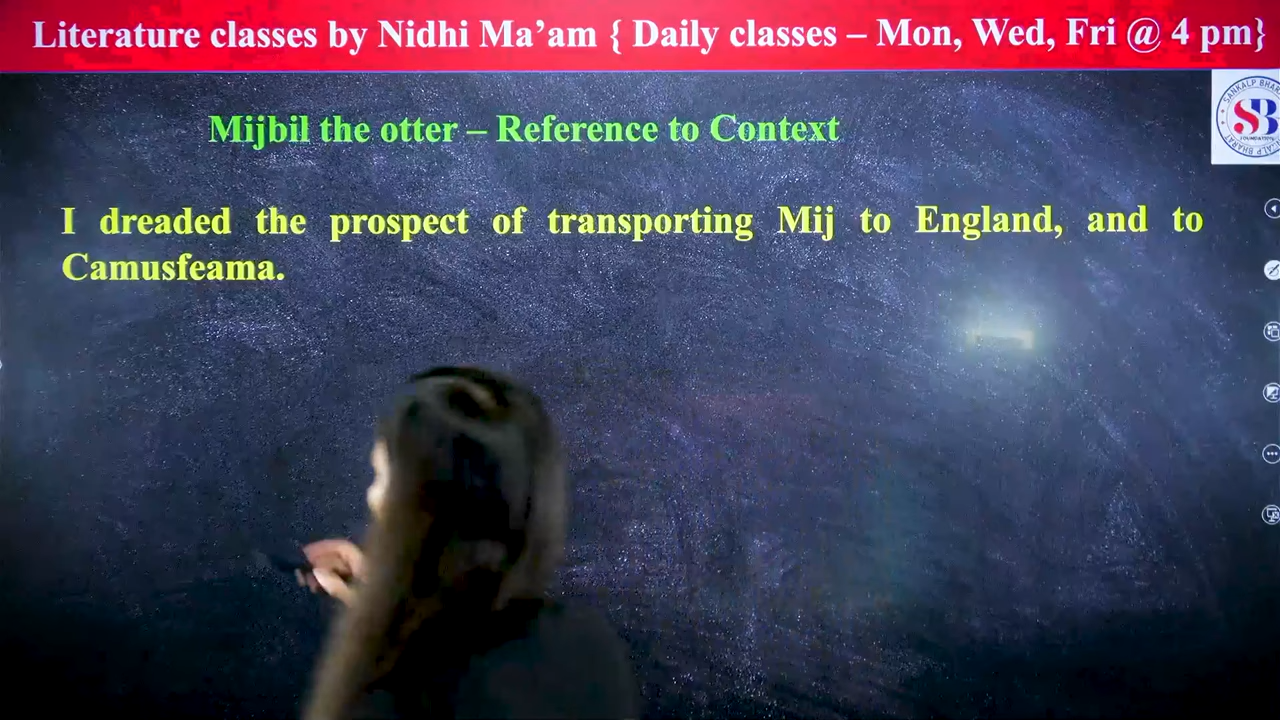 Literature classes by Nidhi Ma’am { Daily classes – Mon, Wed, Fri @ 4 pm}
Mijbil the otter – Reference to Context
I dreaded the prospect of transporting Mij to England, and to
Camusfeama.
SB